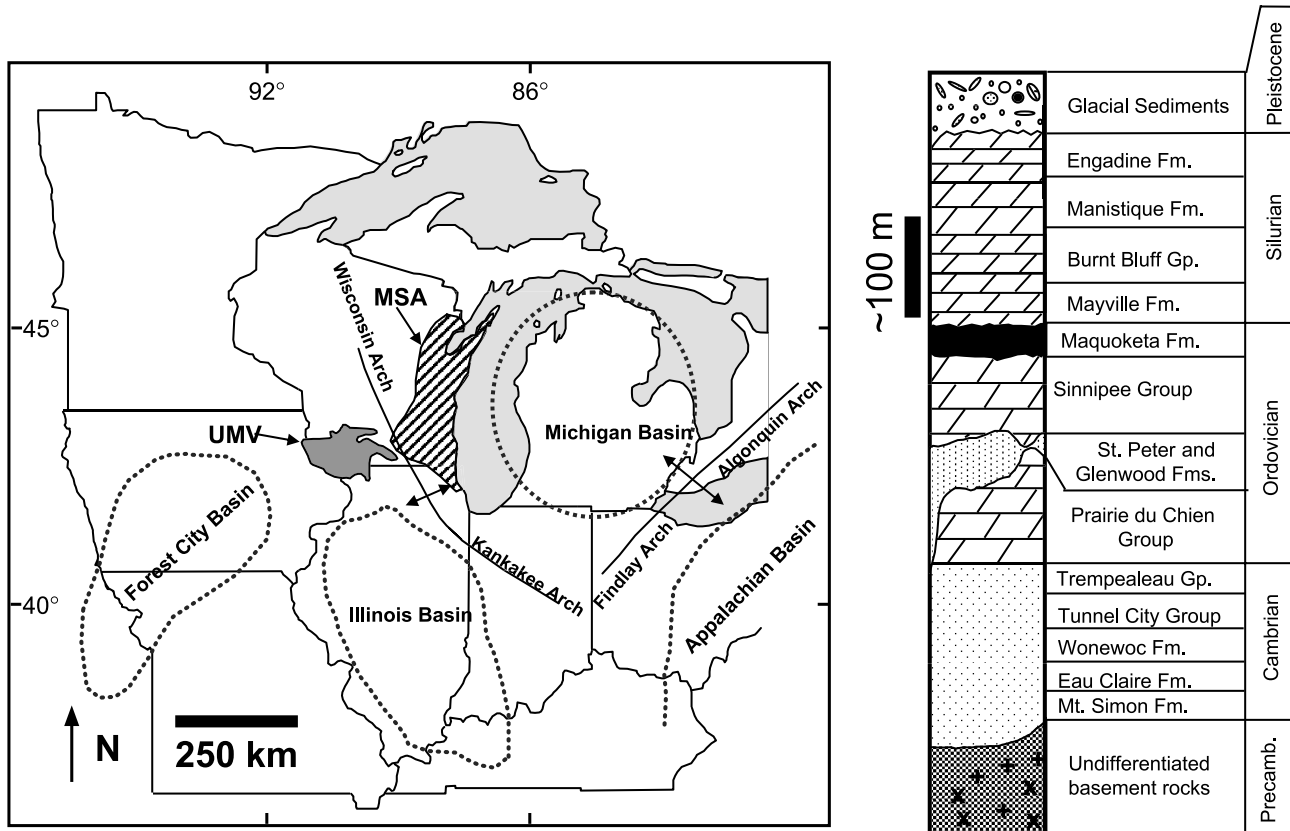 92°
86°
45°
40°
Wisconsin Arch
MSA
UMV
Michigan Basin
Algonquin Arch
Forest City Basin
Illinois Basin
Kankakee Arch
Findlay Arch
Appalachian Basin
N
250 km
~100 m
Glacial Sediments
Engadine Fm.
Manistique Fm.
Burnt Bluff Gp.
Mayville Fm.
Maquoketa Fm.
Sinnipee Group
St. Peter and
Glenwood Fms.
Prairie du Chien
Group
Trempealeau Gp.
Tunnel City Group
Wonewoc Fm.
Eau Claire Fm.
Mt. Simon Fm.
Undifferentiated
basement rocks
Pleistocene
Silurian
Ordovician
Cambrian
Precamb.